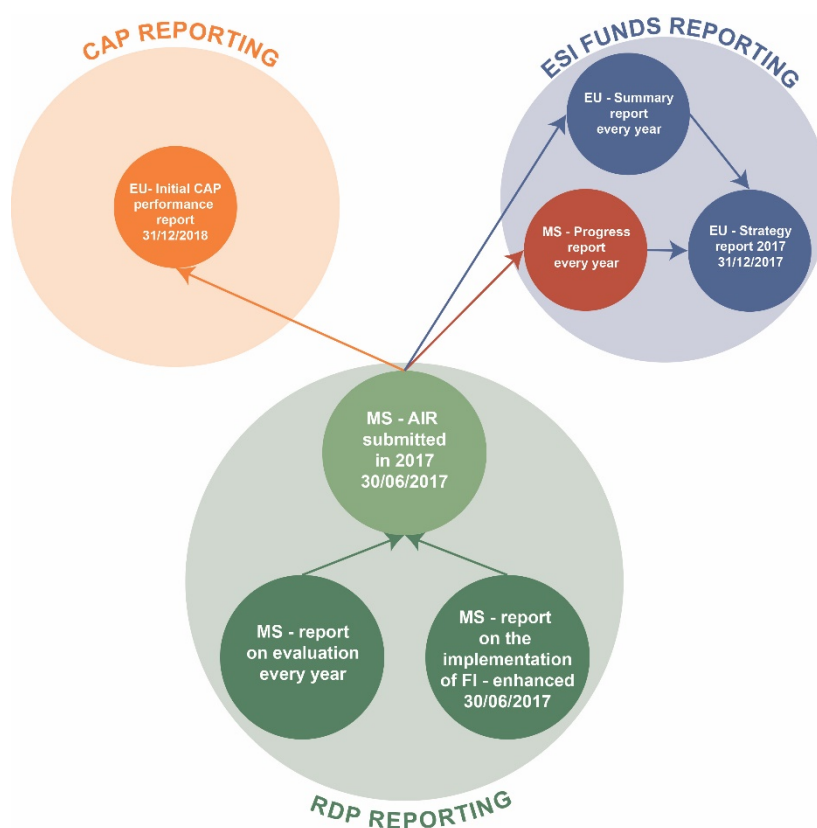 CAP REPORTING
ESI FUNDS REPORTING
EU - Summary
report
every year
EU- Initial CAP
performance
report
31/12/2018
MS - Progress
report
every year
EU - Strategy
report 2017
31/12/2017
MS - AIR
submitted
in 2017
30/06/2017
MS - report
on evaluation
every year
MS - report
on the
implementation
of FI - enhanced
30/06/2017
RDP REPORTING